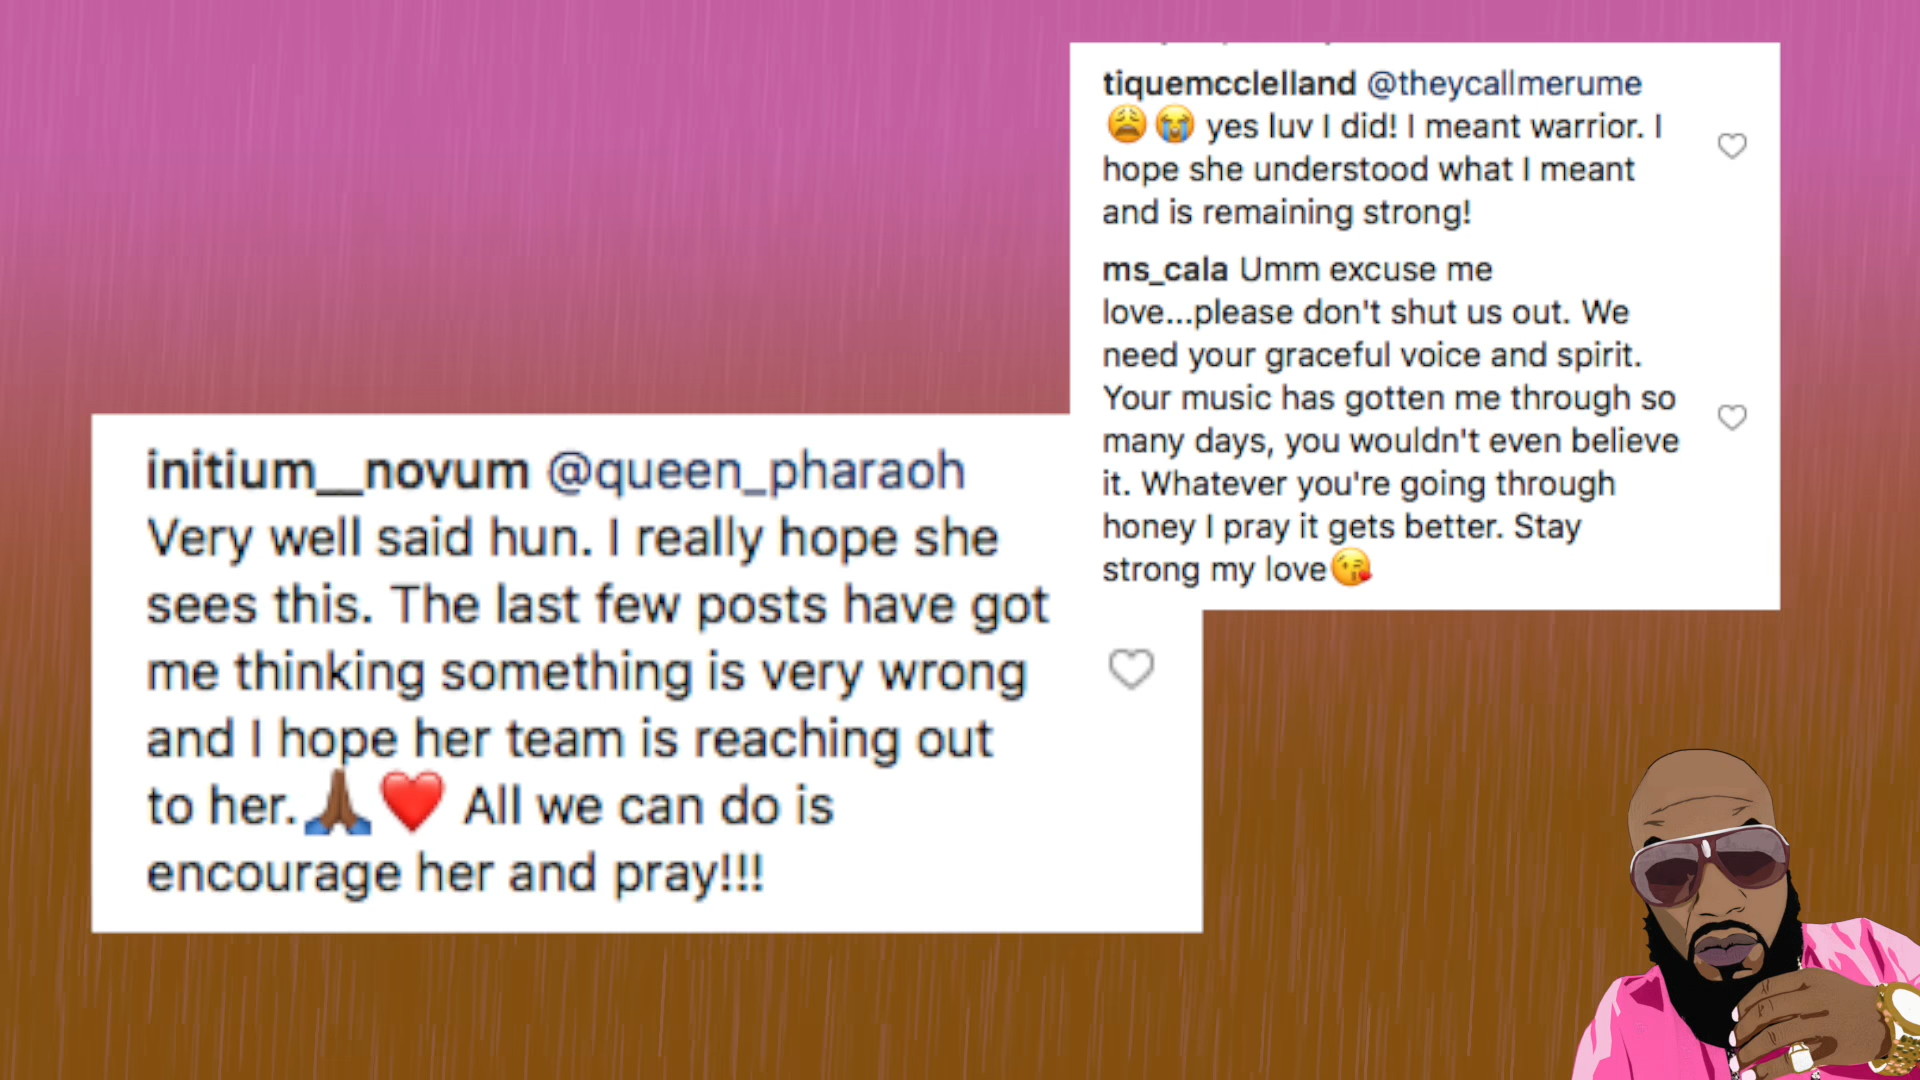 tiquemcclelland @theycallmerume
😩😭 yes luv I did! I meant warrior. I
hope she understood what I meant
and is remaining strong!
ms_cala Umm excuse me
love...please don't shut us out. We
need your graceful voice and spirit.
Your music has gotten me through so
many days, you wouldn't even believe
it. Whatever you're going through
honey I pray it gets better. Stay
strong my love😘
initium__novum @queen_pharaoh
Very well said hun. I really hope she
sees this. The last few posts have got
me thinking something is very wrong
and I hope her team is reaching out
to her.🙏🏾❤️ All we can do is
encourage her and pray!!!